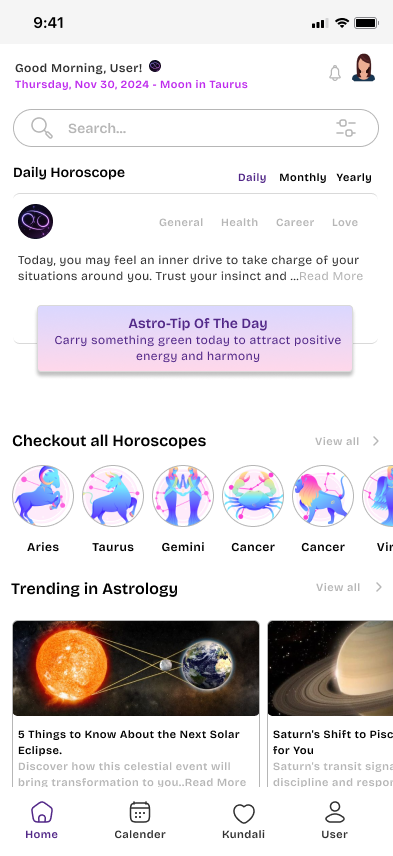 9:41
Good Morning, User!
Thursday, Nov 30, 2024 - Moon in Taurus
Search...
Daily Horoscope
Daily Monthly Yearly
General Health Career Love
Today, you may feel an inner drive to take charge of your
situations around you. Trust your insinct and ...Read More
Astro-Tip Of The Day
Carry something green today to attract positive
energy and harmony
Checkout all Horoscopes
View all
Aries Taurus Gemini Cancer Cancer Vir
Trending in Astrology
View all
5 Things to Know About the Next Solar
Eclipse.
Discover how this celestial event will
bring transformation to you..Read More
Saturn's Shift to Pisc
for You
Saturn's transit signa
discipline and respon
Home Calender Kundali User